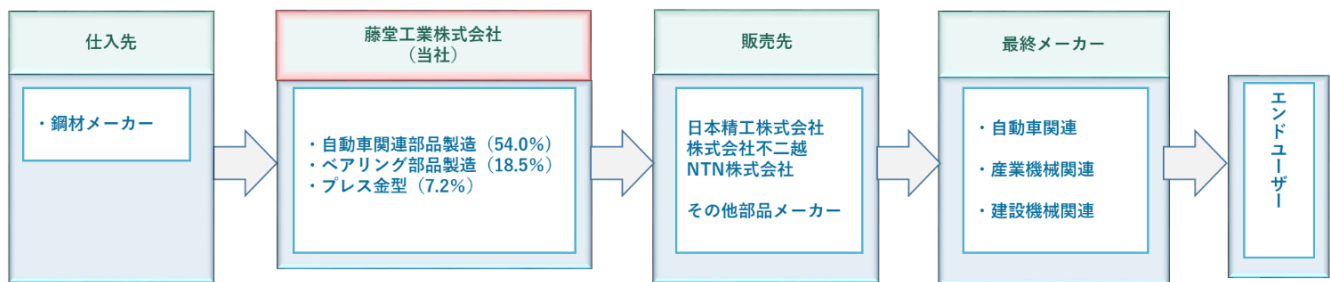 仕入先
・鋼材メーカー
藤堂工業株式会社
（当社）
・自動車関連部品製造（54.0%）
・ベアリング部品製造（18.5%）
・プレス金型（7.2%）
販売先
日本精工株式会社
株式会社不二越
NTN株式会社
その他部品メーカー
最終メーカー
・自動車関連
・産業機械関連
・建設機械関連
エンドユーザー